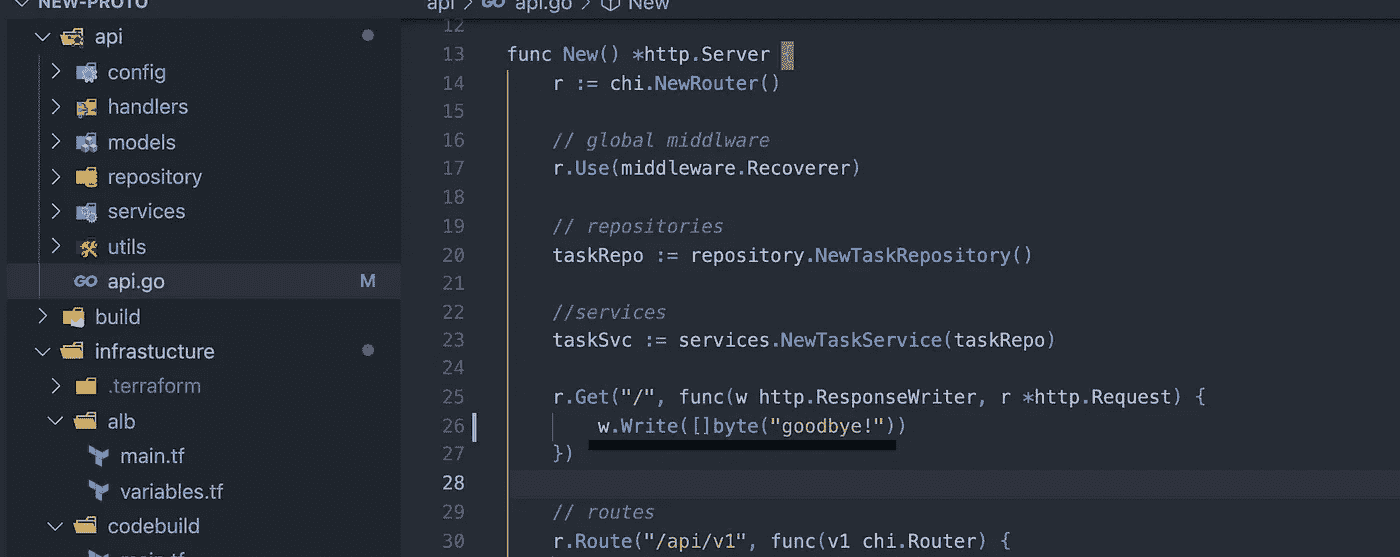 NEW-PROTO
api
config
handlers
models
repository
services
utils
GO api.go M
build
infrastucture
.terraform
alb
main.tf
variables.tf
codebuild
main.tf
api > GO api.go > New
12
13 func New() *http.Server {
14 r := chi.NewRouter()
15
16 // global middlware
17 r.Use(middleware.Recoverer)
18
19 // repositories
20 taskRepo := repository.NewTaskRepository()
21
22 //services
23 taskSvc := services.NewTaskService(taskRepo)
24
25 r.Get("/", func(w http.ResponseWriter, r *http.Request) {
26 w.Write([]byte("goodbye!"))
27 })
28
29 // routes
30 r.Route("/api/v1", func(v1 chi.Router) {